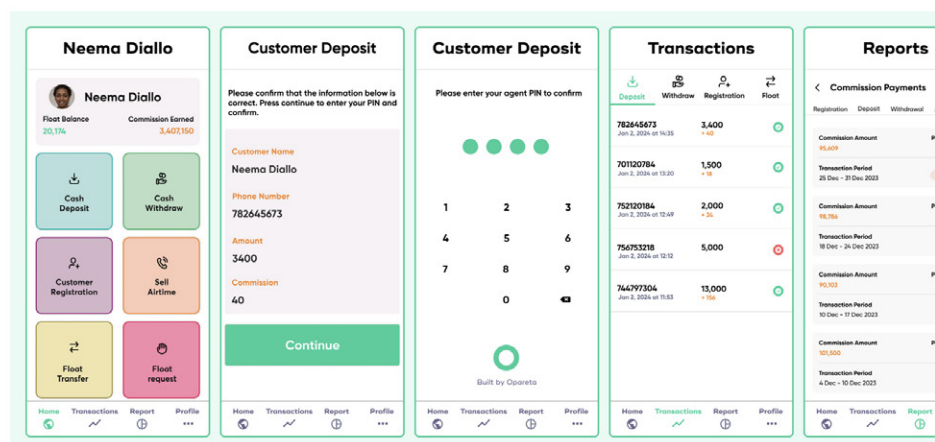 Neema Diallo
Neema Diallo
Float Balance
20,174
Commission Earned
3,407,150
Cash
Deposit
Cash
Withdraw
Customer
Registration
Sell
Airtime
Float
Transfer
Float
request
Home Transactions Report Profile
Customer Deposit
Please confirm that the information below is
correct. Press continue to enter your PIN and
confirm.
Customer Name
Neema Diallo
Phone Number
782645673
Amount
3400
Commission
40
Continue
Home Transactions Report Profile
Customer Deposit
Please enter your agent PIN to confirm
1 2 3
4 5 6
7 8 9
0
Built by Opareta
Home Transactions Report Profile
Transactions
Deposit Withdraw Registration Float
782645673 3,400
Jan 2, 2024 at 14:35 + 40
701120784 1,500
Jan 2, 2024 at 13:20 + 18
752120184 2,000
Jan 2, 2024 at 12:49 + 34
756753218 5,000
Jan 2, 2024 at 12:12
744797304 13,000
Jan 2, 2024 at 11:53 + 156
Home Transactions Report Profile
Reports
Commission Payments
Registration Deposit Withdrawal
Commission Amount P
95,609
Transaction Period
25 Dec - 31 Dec 2023
Commission Amount P
98,786
Transaction Period
18 Dec - 24 Dec 2023
Commission Amount P
90,103
Transaction Period
10 Dec - 17 Dec 2023
Commission Amount P
101,500
Transaction Period
4 Dec - 10 Dec 2023
Home Transactions Report